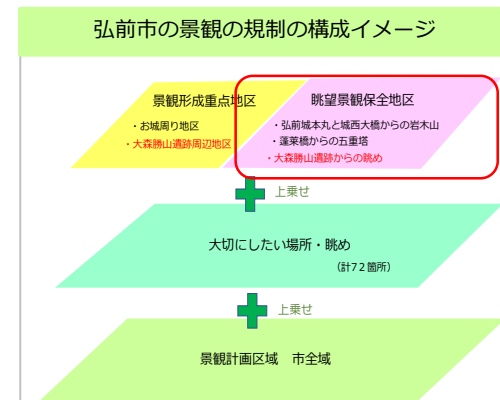 弘前市の景観の規制の構成イメージ
景観形成重点地区
・お城周り地区
・大森勝山遺跡周辺地区
眺望景観保全地区
・弘前城本丸と城西大橋からの岩木山
・蓬莱橋からの五重塔
・大森勝山遺跡からの眺め
上乗せ
大切にしたい場所・眺め
（計７２箇所）
上乗せ
景観計画区域　市全域